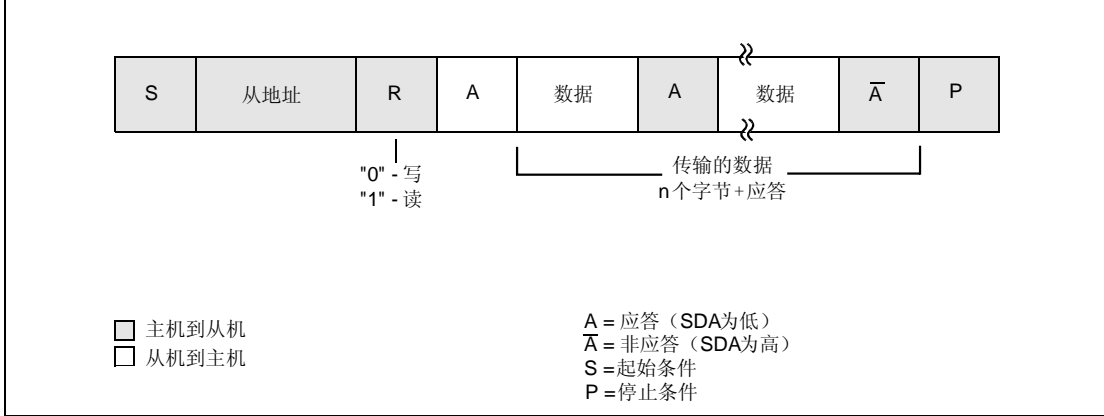 S 从地址 R A 数据 A 数据 A̅ P
"0" - 写
"1" - 读
传输的数据
n个字节+应答
主机到从机
从机到主机
A = 应答（SDA为低）
A̅ = 非应答（SDA为高）
S =起始条件
P =停止条件